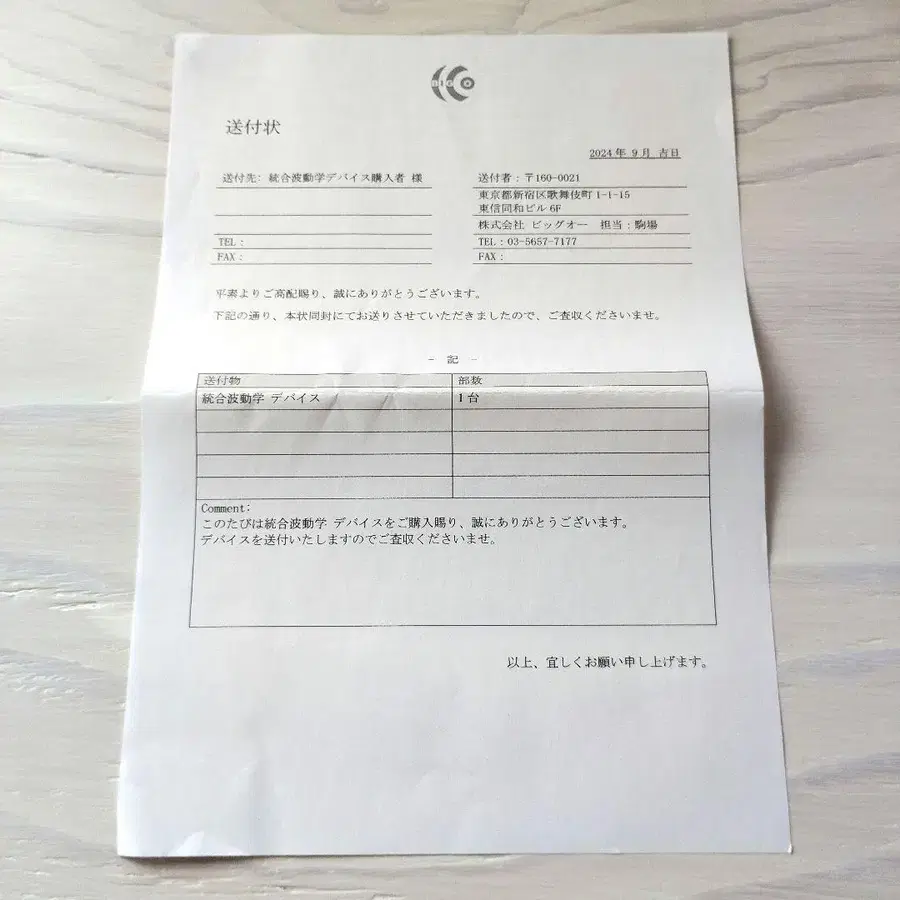 BIG O
送付状
2024年 9月 吉日
送付先: 統合波動学デバイス購入者 様
TEL:
FAX:
送付者:〒160-0021
東京都新宿区歌舞伎町 1-1-15
東信同和ビル 6F
株式会社 ビッグオー 担当:駒場
TEL:03-5657-7177
FAX:
平素よりご高配賜り、誠にありがとうございます。
下記の通り、本状同封にてお送りさせていただきましたので、ご査収くださいませ。
- 記 -
送付物 部数
統合波動学 デバイス 1台
Comment:
このたびは統合波動学 デバイスをご購入賜り、誠にありがとうございます。
デバイスを送付いたしますのでご査収くださいませ。
以上、宜しくお願い申し上げます。